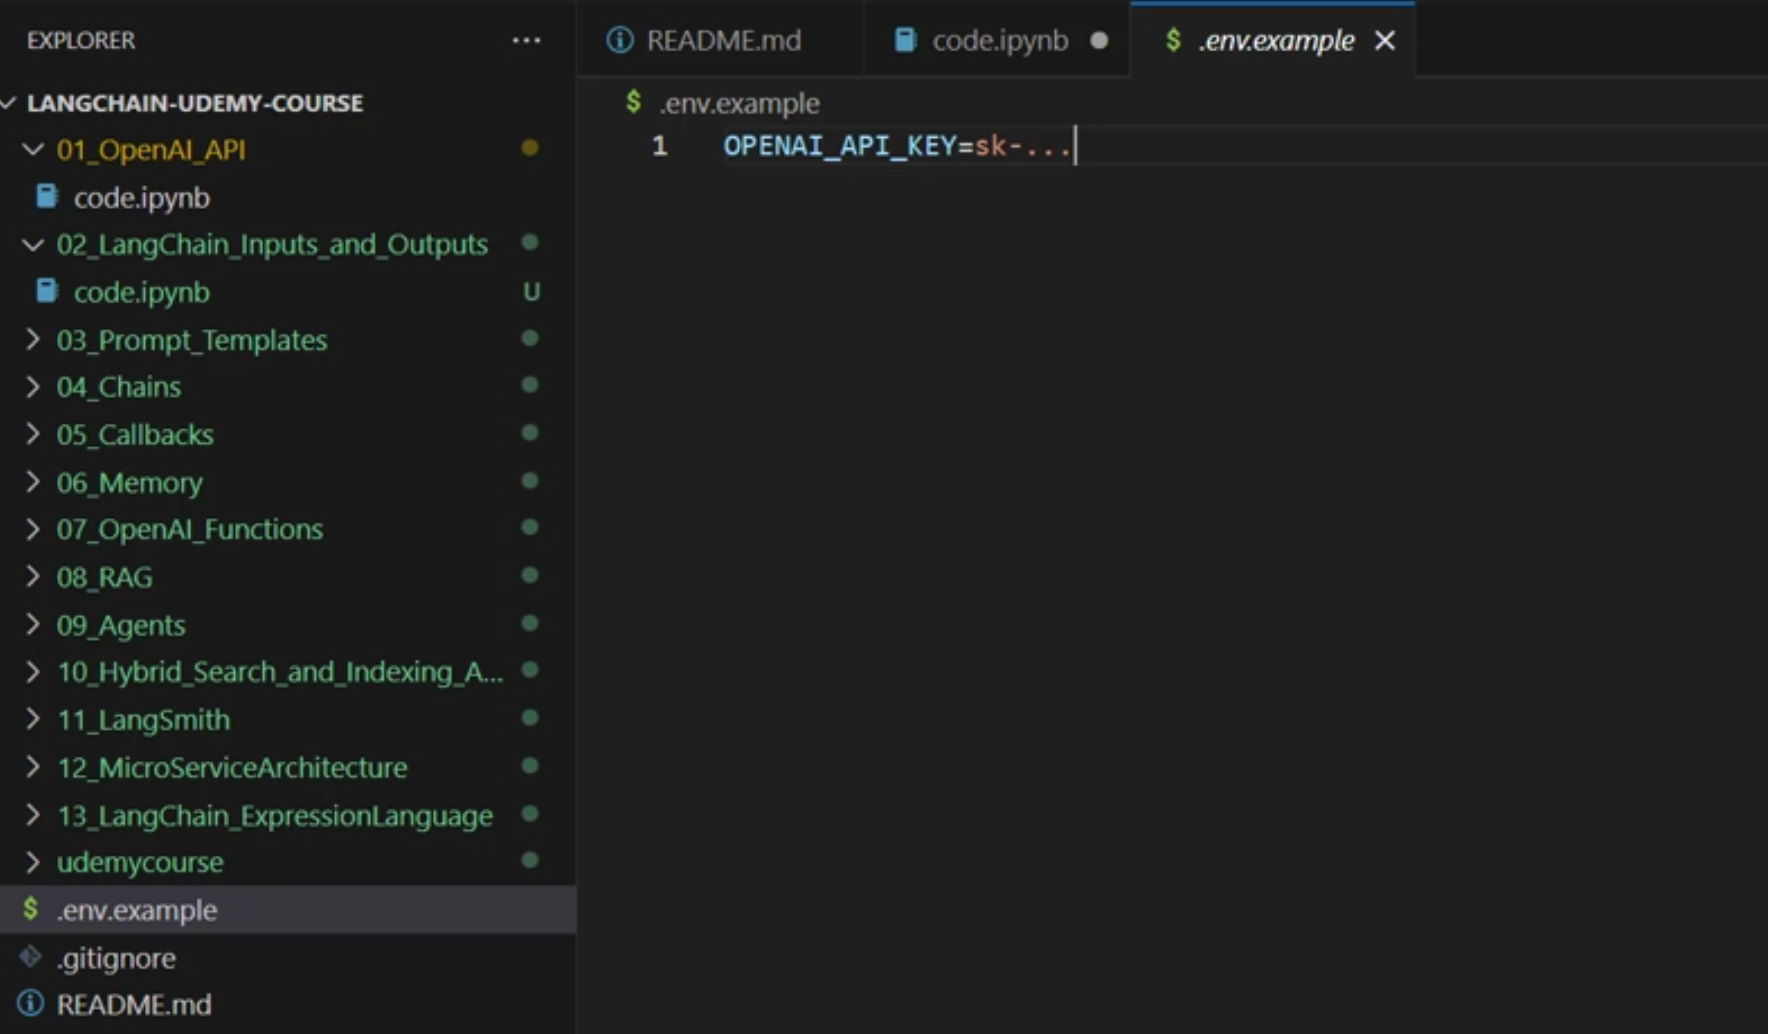 EXPLORER ...
LANGCHAIN-UDEMY-COURSE
01_OpenAI_API
code.ipynb
02_LangChain_Inputs_and_Outputs
code.ipynb U
03_Prompt_Templates
04_Chains
05_Callbacks
06_Memory
07_OpenAI_Functions
08_RAG
09_Agents
10_Hybrid_Search_and_Indexing_A...
11_LangSmith
12_MicroServiceArchitecture
13_LangChain_ExpressionLanguage
udemycourse
$ .env.example
.gitignore
README.md
README.md code.ipynb $ .env.example
$ .env.example
1 OPENAI_API_KEY=sk-...